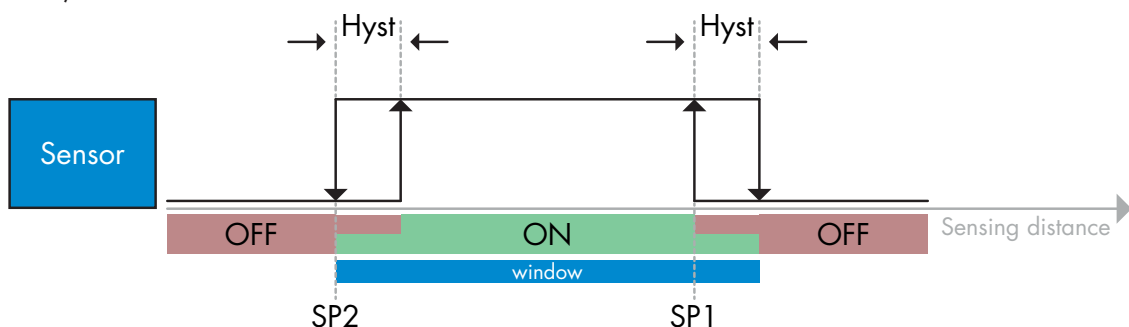 Hyst
Hyst
Sensor
OFF
ON
OFF
Sensing distance
window
SP2
SP1